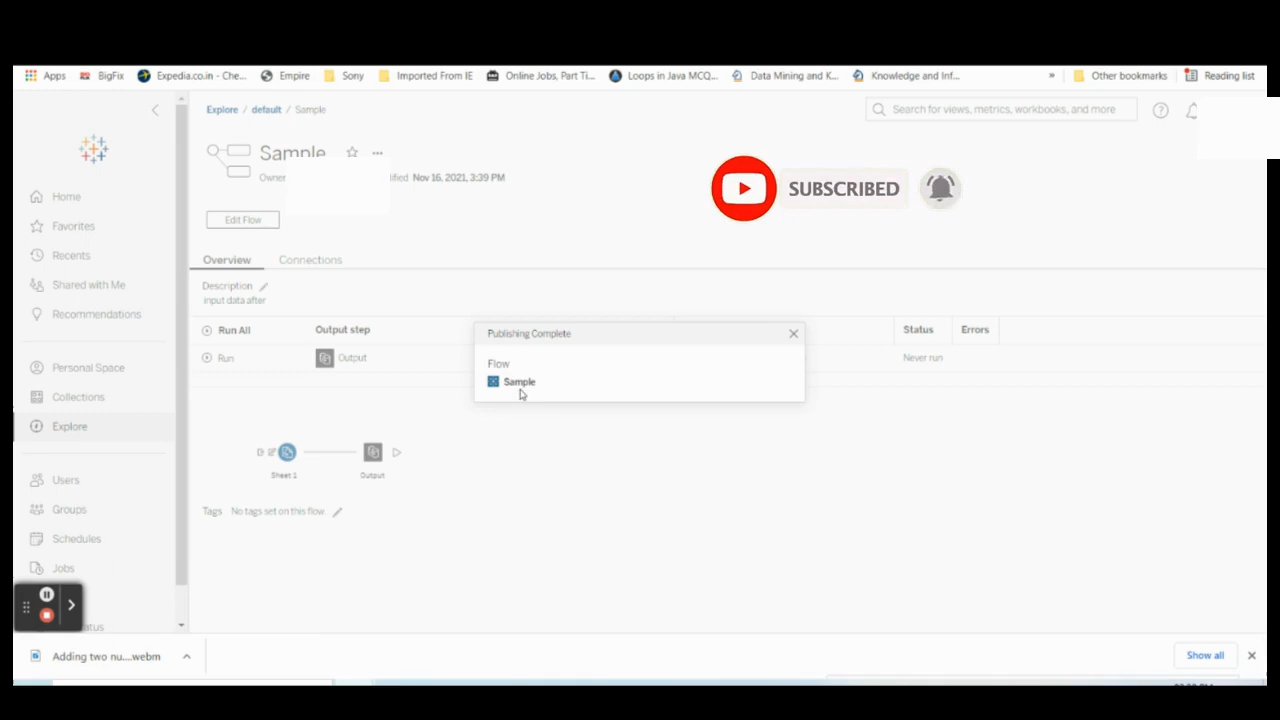 Apps BigFix Expedia.co.in - Che... Empire Sony Imported From IE Online Jobs, Part Ti... Loops in Java MCQ... Data Mining and K... Knowledge and Inf... » Other bookmarks Reading list
Explore / default / Sample
Search for views, metrics, workbooks, and more
Sample
Owner
Nov 16, 2021, 3:39 PM
SUBSCRIBED
Edit Flow
Home
Favorites
Recents
Shared with Me
Recommendations
Personal Space
Collections
Explore
Users
Groups
Schedules
Jobs
Overview Connections
Description
input data after
Run All Output step Status Errors
Run Output Never run
Publishing Complete
Flow
Sample
Sheet 1 Output
Tags No tags set on this flow.
Adding two nu....webm
Show all